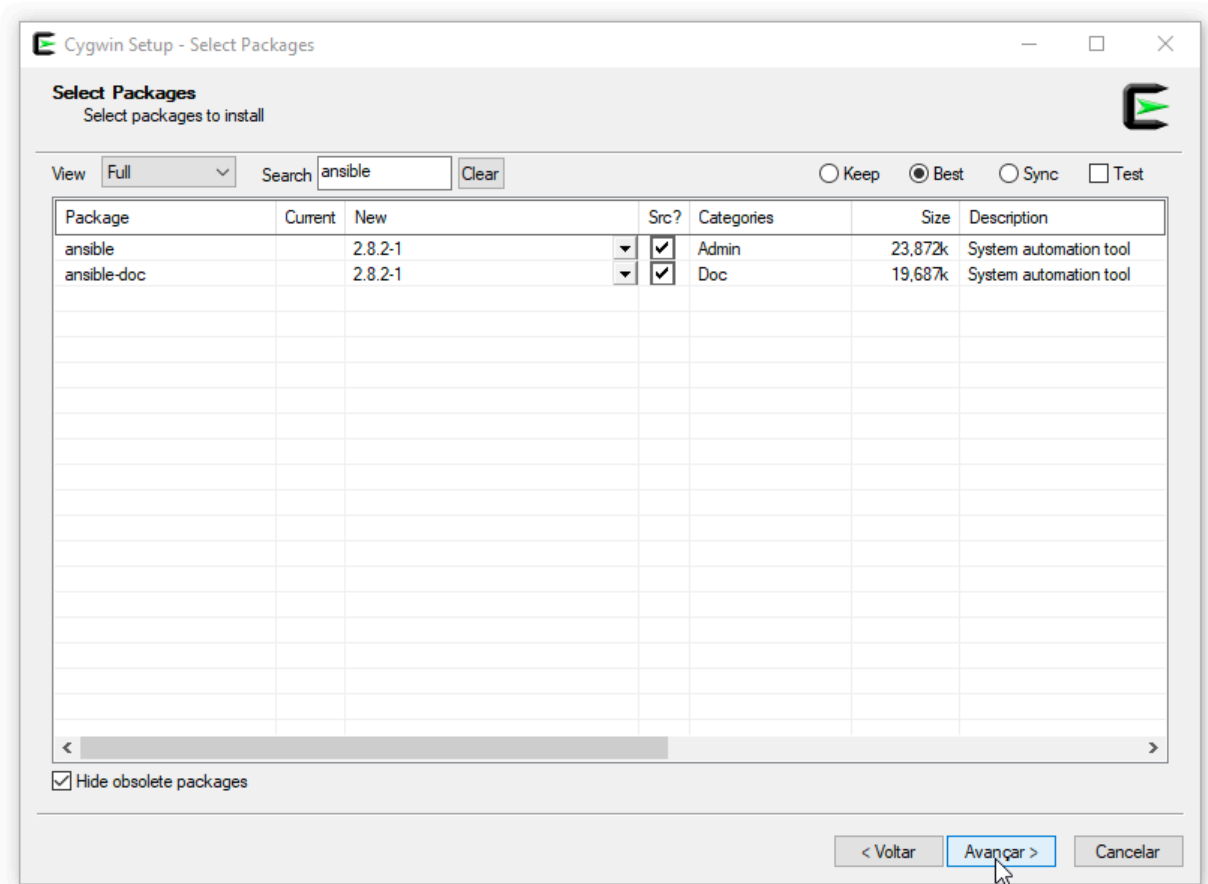 Cygwin Setup - Select Packages
Select Packages
Select packages to install
View Full Search ansible Clear Keep Best Sync Test
Package Current New Src? Categories Size Description
ansible 2.8.2-1 Admin 23,872k System automation tool
ansible-doc 2.8.2-1 Doc 19,687k System automation tool
Hide obsolete packages
< Voltar Avançar > Cancelar